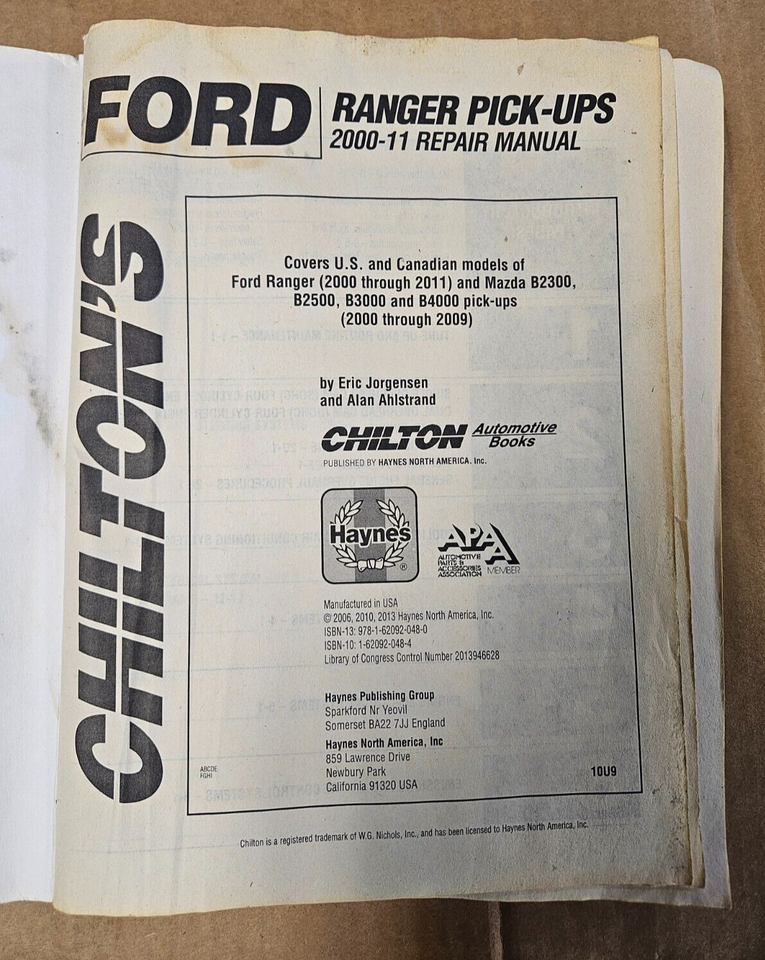 FORD
RANGER PICK-UPS
2000-11 REPAIR MANUAL
CHILTON'S
Covers U.S. and Canadian models of
Ford Ranger (2000 through 2011) and Mazda B2300,
B2500, B3000 and B4000 pick-ups
(2000 through 2009)
by Eric Jorgensen
and Alan Ahlstrand
CHILTON Automotive
Books
PUBLISHED BY HAYNES NORTH AMERICA. Inc.
Haynes
®
APAA
AUTOMOTIVE
PARTS &
ACCESSORIES
ASSOCIATION MEMBER
Manufactured in USA
© 2006, 2010, 2013 Haynes North America, Inc.
ISBN-13: 978-1-62092-048-0
ISBN-10: 1-62092-048-4
Library of Congress Control Number 2013946628
Haynes Publishing Group
Sparkford Nr Yeovil
Somerset BA22 7JJ England
Haynes North America, Inc
859 Lawrence Drive
Newbury Park
California 91320 USA
ABCDE
FGHI
10U9
Chilton is a registered trademark of W.G. Nichols, Inc., and has been licensed to Haynes North America, Inc.